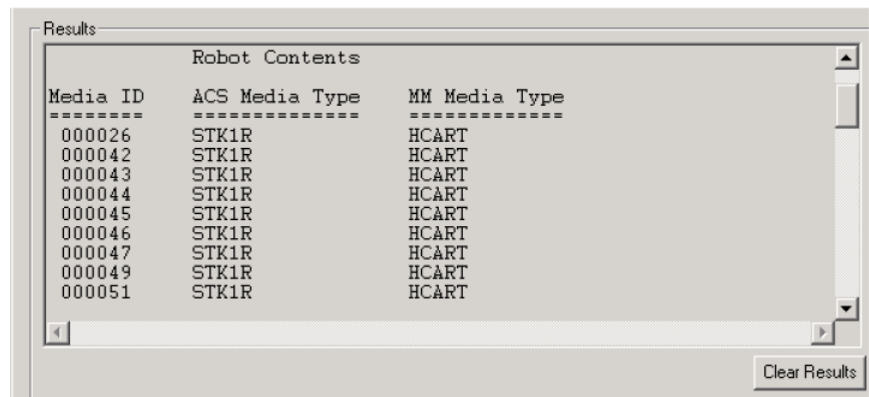 Results
Robot Contents
Media ID ACS Media Type MM Media Type
======== ============== =============
000026 STK1R HCART
000042 STK1R HCART
000043 STK1R HCART
000044 STK1R HCART
000045 STK1R HCART
000046 STK1R HCART
000047 STK1R HCART
000049 STK1R HCART
000051 STK1R HCART
Clear Results